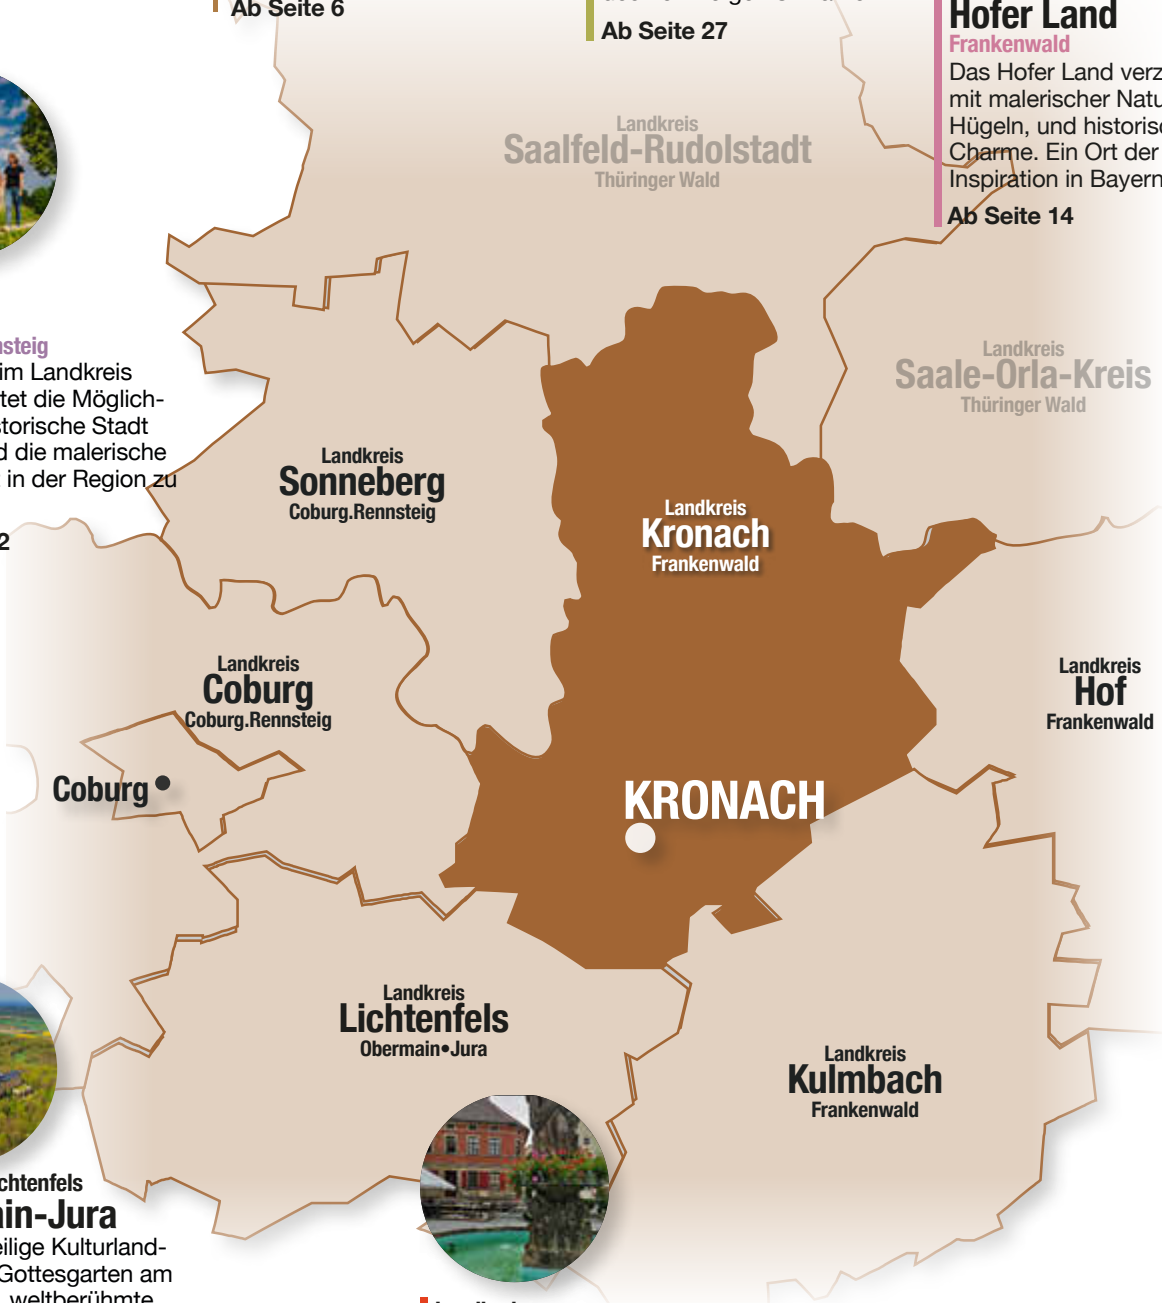 Ab Seite 6
Ab Seite 27
Hofer Land
Frankenwald
Das Hofer Land verz
mit malerischer Natu
Hügeln, und historisc
Charme. Ein Ort der
Inspiration in Bayern
Ab Seite 14
Landkreis
Saalfeld-Rudolstadt
Thüringer Wald
nsteig
im Landkreis
tet die Möglich-
storische Stadt
d die malerische
t in der Region zu
2
Landkreis
Saale-Orla-Kreis
Thüringer Wald
Landkreis
Sonneberg
Coburg.Rennsteig
Landkreis
Kronach
Frankenwald
Landkreis
Coburg
Coburg.Rennsteig
Landkreis
Hof
Frankenwald
Coburg
KRONACH
Landkreis
Lichtenfels
Obermain•Jura
Landkreis
Kulmbach
Frankenwald
chtenfels
ain-Jura
eilige Kulturland-
Gottesgarten am
weltberühmte